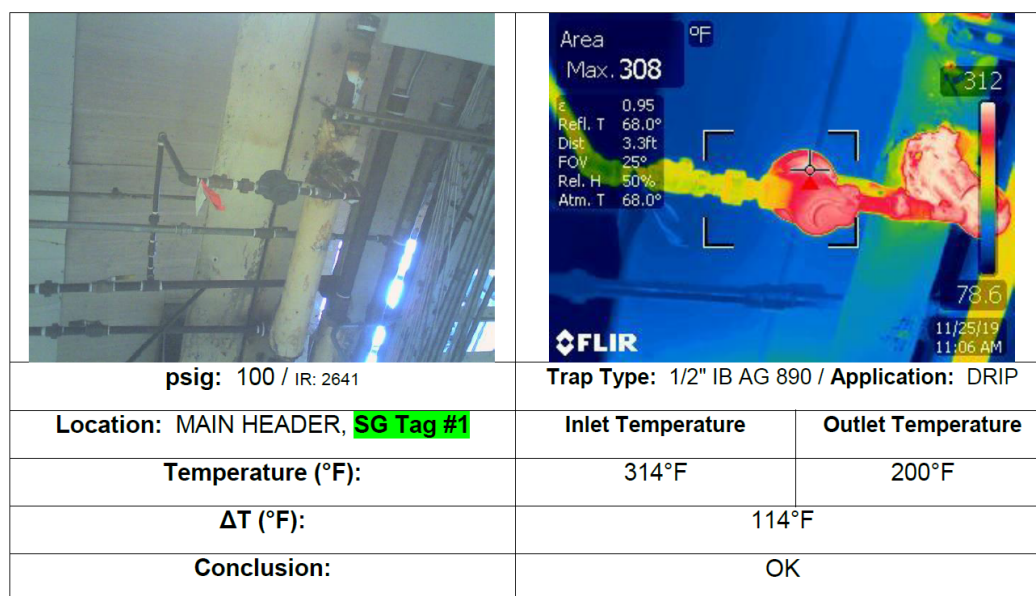 Area
Max. 308
°F
312
ε 0.95
Refl. T 68.0°
Dist 3.3ft
FOV 25°
Rel. H 50%
Atm. T 68.0°
78.6
FLIR
11/25/19
11:06 AM
psig: 100 / IR: 2641
Trap Type: 1/2" IB AG 890 / Application: DRIP
Location: MAIN HEADER, SG Tag #1
Inlet Temperature
Outlet Temperature
Temperature (°F):
314°F
200°F
ΔT (°F):
114°F
Conclusion:
OK